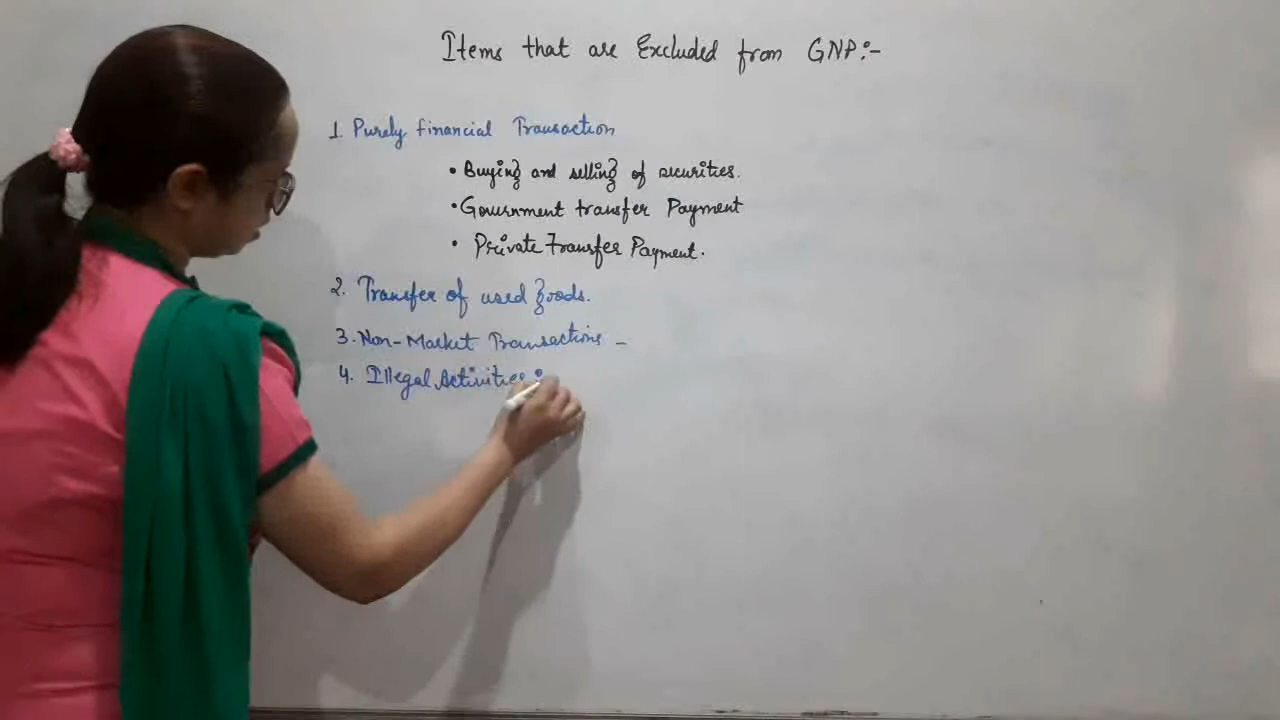 Items that are Excluded from GNP:-
1. Purely financial Transaction
• Buying and selling of securities.
• Government transfer Payment
• Private Transfer Payment.
2. Transfer of used goods.
3. Non-Market Transactions -
4. Illegal Activities :